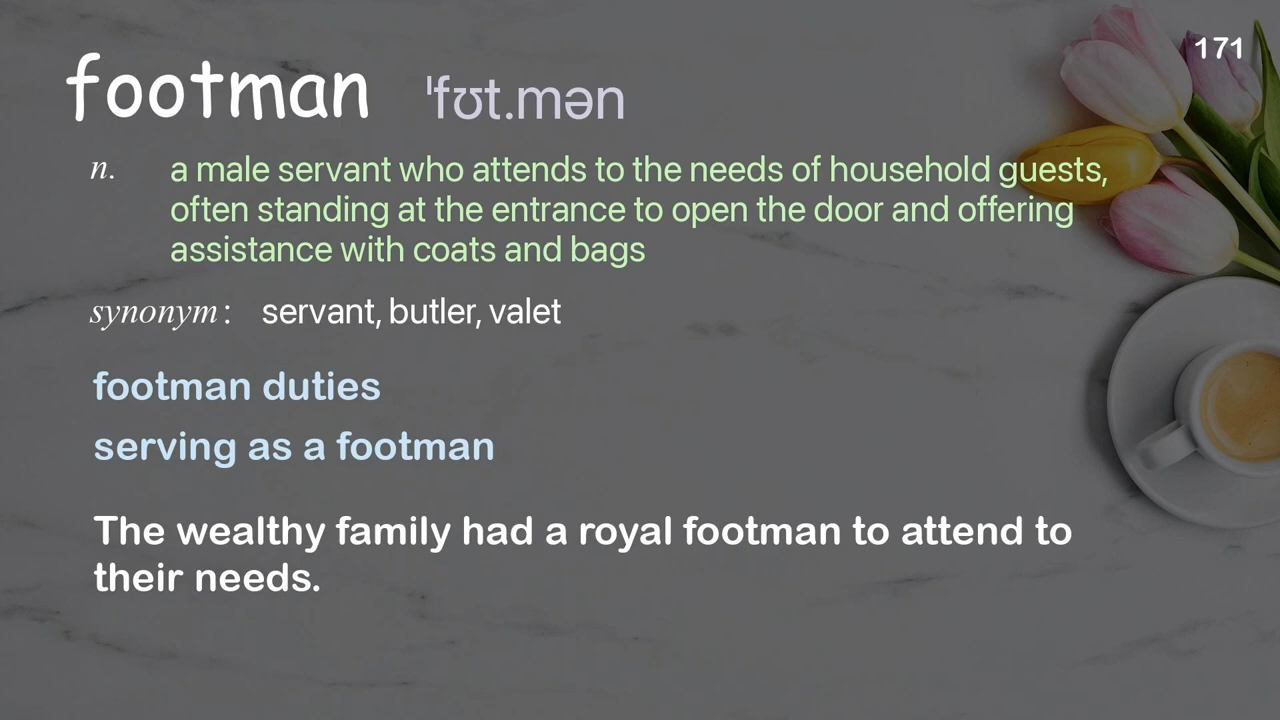 171
footman ˈfʊt.mən
n. a male servant who attends to the needs of household guests,
often standing at the entrance to open the door and offering
assistance with coats and bags
synonym: servant, butler, valet
footman duties
serving as a footman
The wealthy family had a royal footman to attend to
their needs.